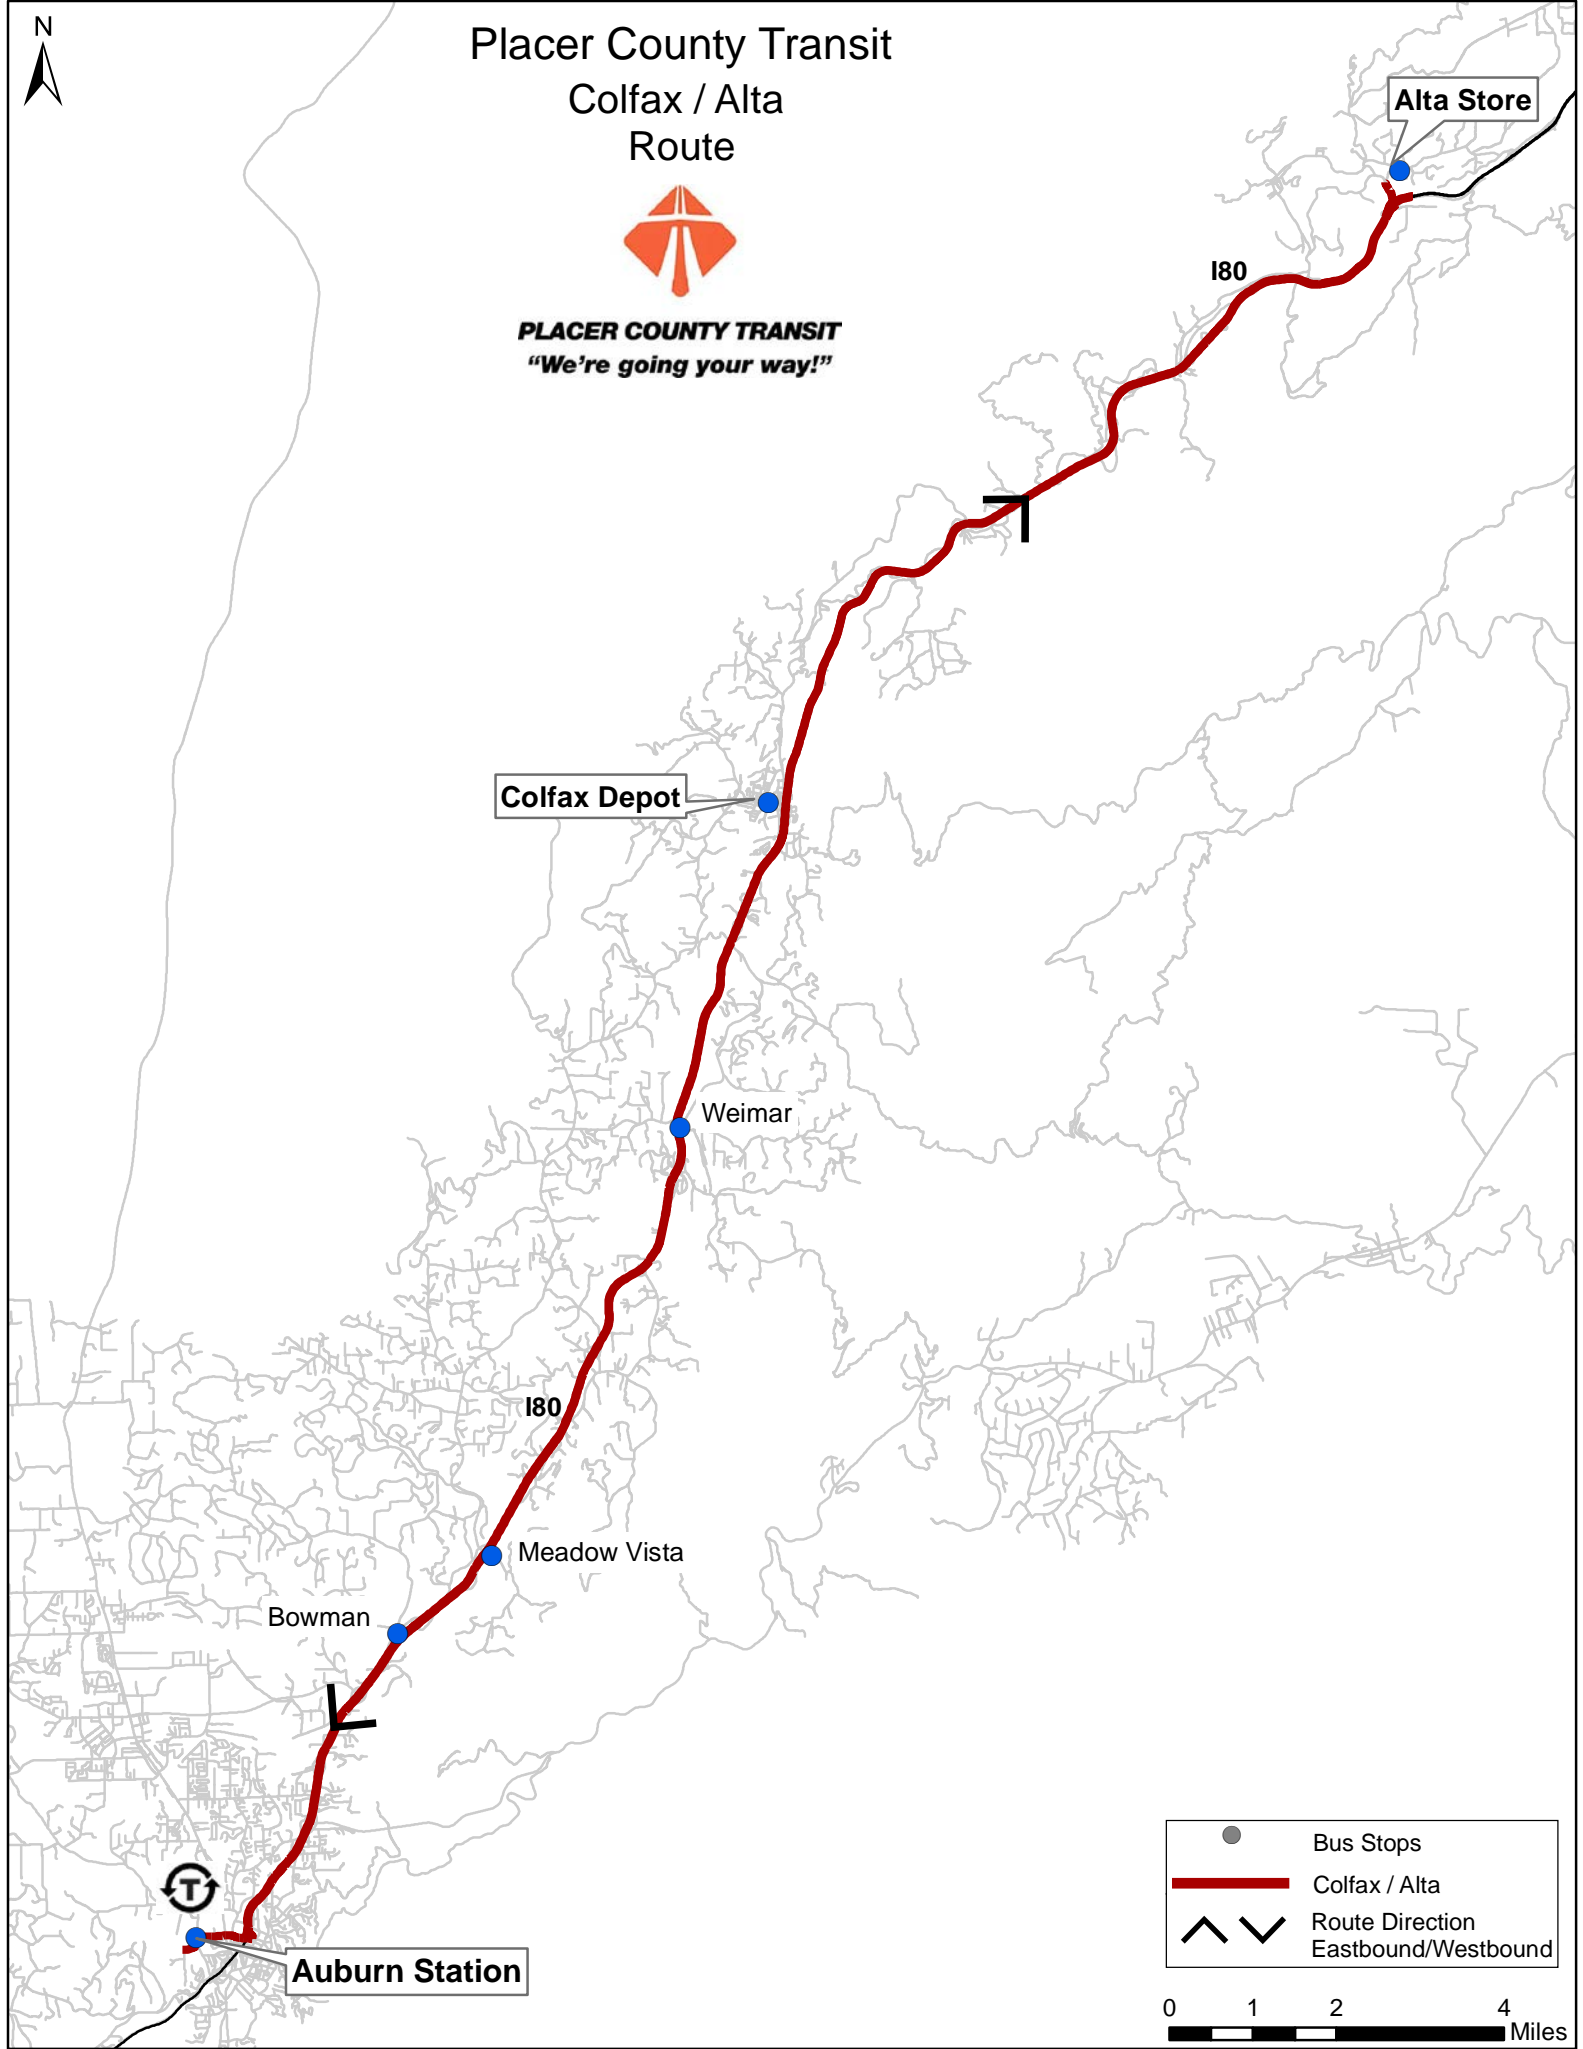 N
Placer County Transit
Colfax / Alta
Route
PLACER COUNTY TRANSIT
“We’re going your way!”
Alta Store
I80
Colfax Depot
Weimar
I80
Meadow Vista
Bowman
T
Auburn Station
Bus Stops
Colfax / Alta
Route Direction
Eastbound/Westbound
0 1 2 4
Miles